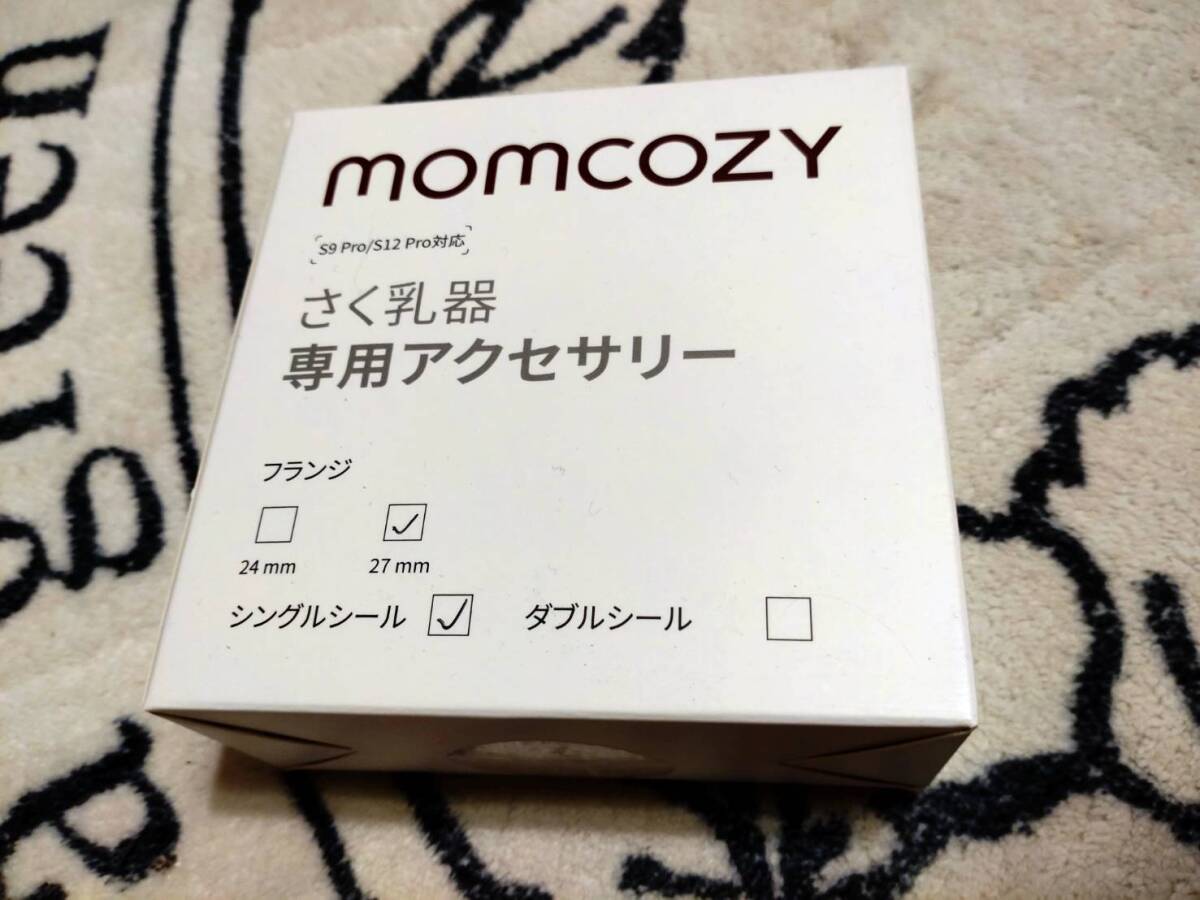 momcozy
S9 Pro/S12 Pro対応
さく乳器
専用アクセサリー
フランジ
24 mm 27 mm
シングルシール ダブルシール